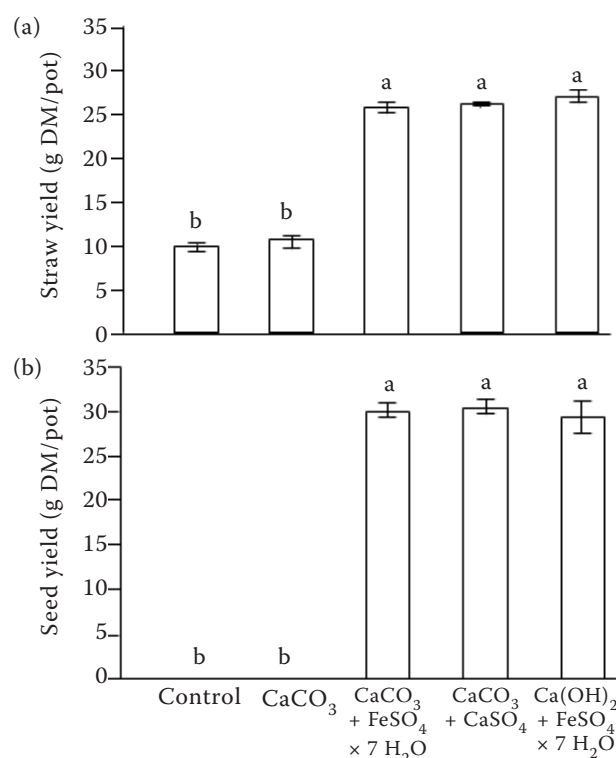 (a)
Straw yield (g DM/pot)
35
30
25
20
15
10
5
0
b
b
a
a
a
(b)
Seed yield (g DM/pot)
35
30
25
20
15
10
5
0
b
b
a
a
a
Control
CaCO₃
CaCO₃
+ FeSO₄
× 7 H₂O
CaCO₃
+ CaSO₄
Ca(OH)₂
+ FeSO₄
× 7 H₂O